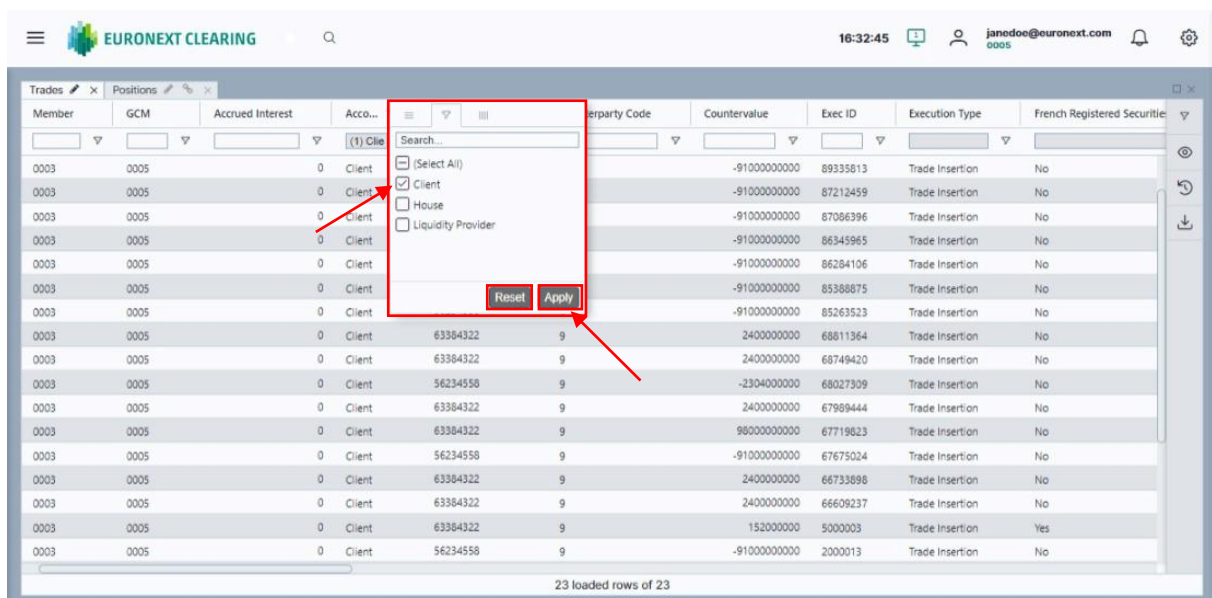 EURONEXT CLEARING 16:32:45 janedoe@euronext.com
0005
Trades Positions
Member GCM Accrued Interest Acco... Countervalue Exec ID Execution Type French Registered Securitie
(1) Clie Search...
(Select All)
Client
House
Liquidity Provider
Reset Apply
0003 0005 0 Client -91000000000 89335813 Trade Insertion No
0003 0005 0 Client -91000000000 87212459 Trade Insertion No
0003 0005 0 Client -91000000000 87086396 Trade Insertion No
0003 0005 0 Client -91000000000 86345965 Trade Insertion No
0003 0005 0 Client -91000000000 86284106 Trade Insertion No
0003 0005 0 Client -91000000000 85388875 Trade Insertion No
0003 0005 0 Client -91000000000 85263523 Trade Insertion No
0003 0005 0 Client 63384322 9 2400000000 68811364 Trade Insertion No
0003 0005 0 Client 63384322 9 2400000000 68749420 Trade Insertion No
0003 0005 0 Client 56234558 9 -2304000000 68027309 Trade Insertion No
0003 0005 0 Client 63384322 9 2400000000 67989444 Trade Insertion No
0003 0005 0 Client 63384322 9 98000000000 67719823 Trade Insertion No
0003 0005 0 Client 56234558 9 -91000000000 67675024 Trade Insertion No
0003 0005 0 Client 63384322 9 2400000000 66733898 Trade Insertion No
0003 0005 0 Client 63384322 9 2400000000 66609237 Trade Insertion No
0003 0005 0 Client 63384322 9 152000000 5000003 Trade Insertion Yes
0003 0005 0 Client 56234558 9 -91000000000 2000013 Trade Insertion No
23 loaded rows of 23